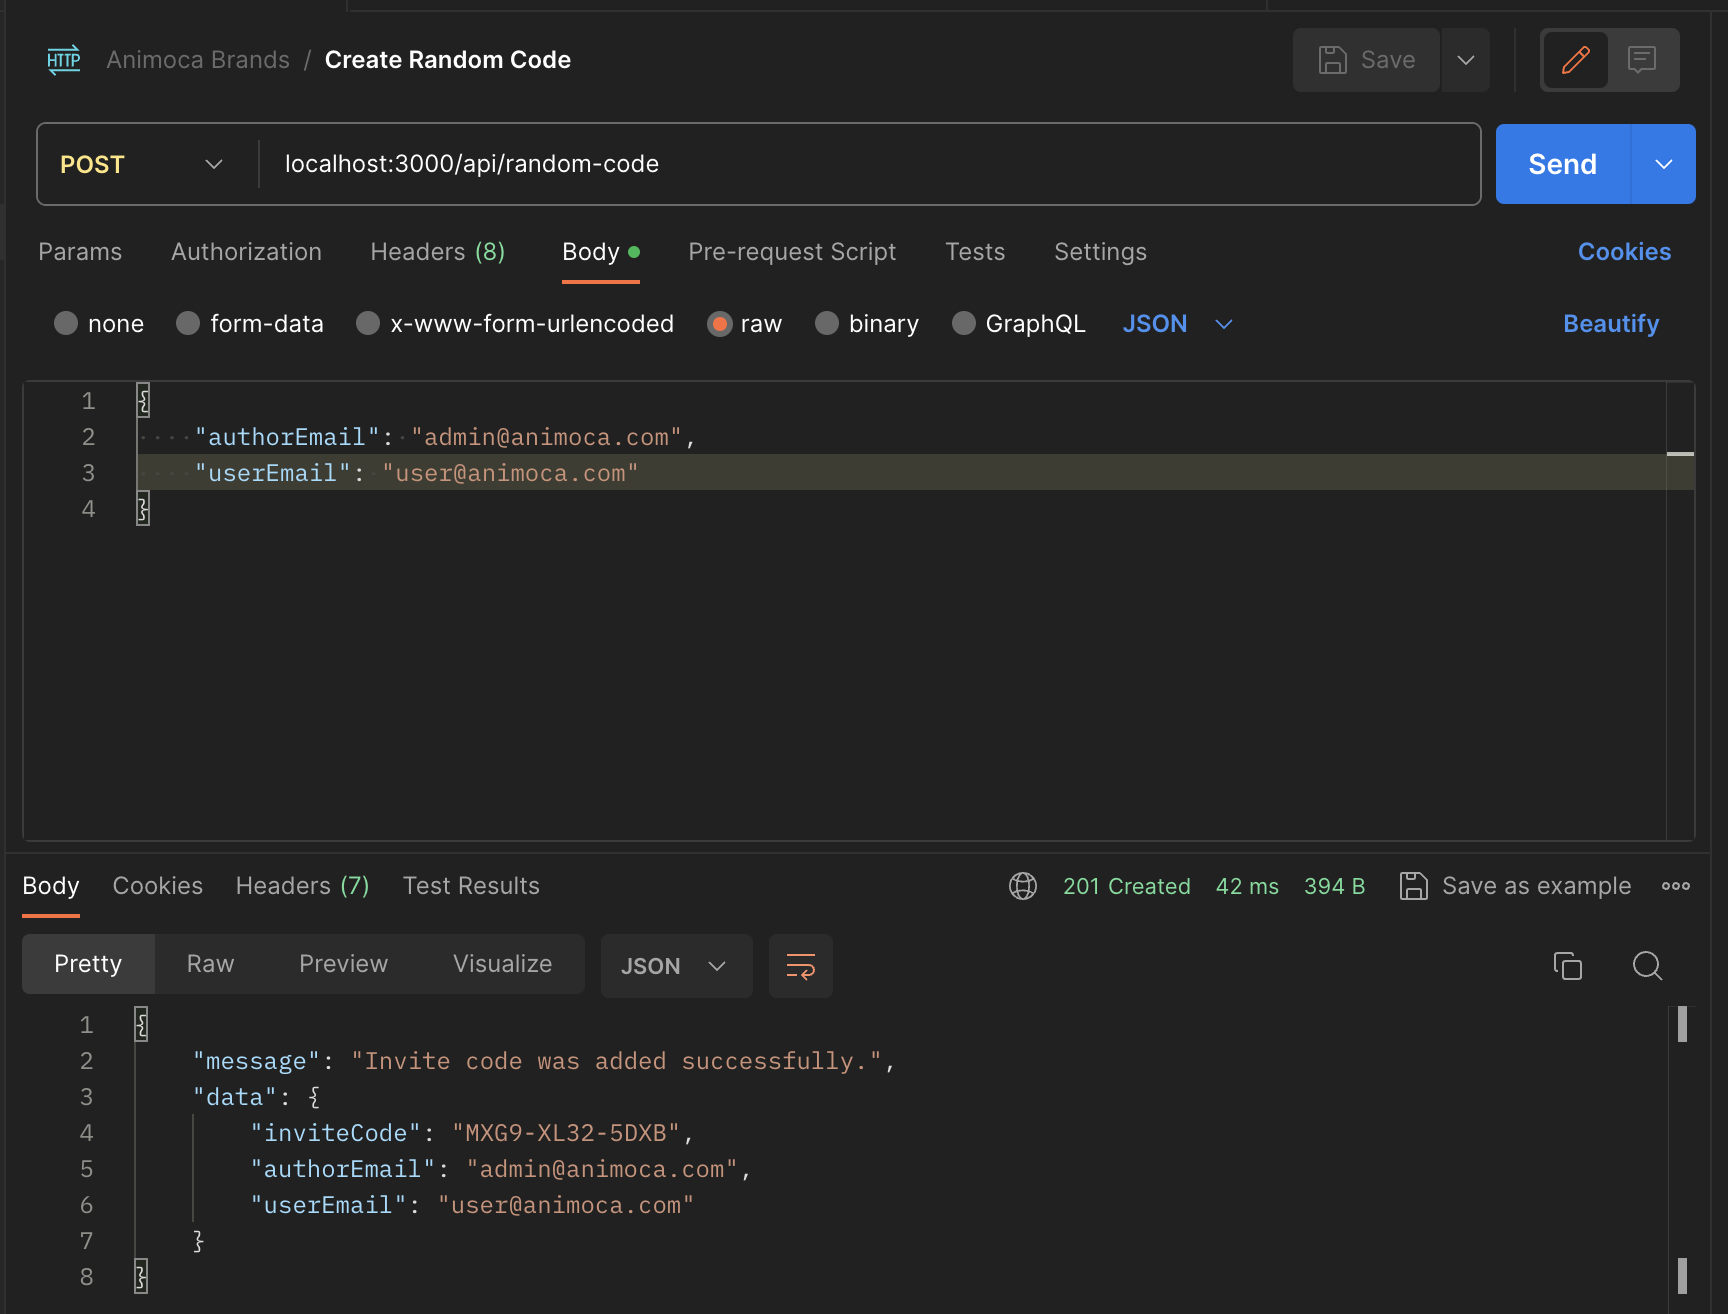 HTTP Animoca Brands / Create Random Code Save
POST localhost:3000/api/random-code Send
Params Authorization Headers (8) Body Pre-request Script Tests Settings Cookies
none form-data x-www-form-urlencoded raw binary GraphQL JSON Beautify
1 {
2 "authorEmail": "admin@animoca.com",
3 "userEmail": "user@animoca.com"
4 }
Body Cookies Headers (7) Test Results 201 Created 42 ms 394 B Save as example
Pretty Raw Preview Visualize JSON
1 {
2 "message": "Invite code was added successfully.",
3 "data": {
4 "inviteCode": "MXG9-XL32-5DXB",
5 "authorEmail": "admin@animoca.com",
6 "userEmail": "user@animoca.com"
7 }
8 }